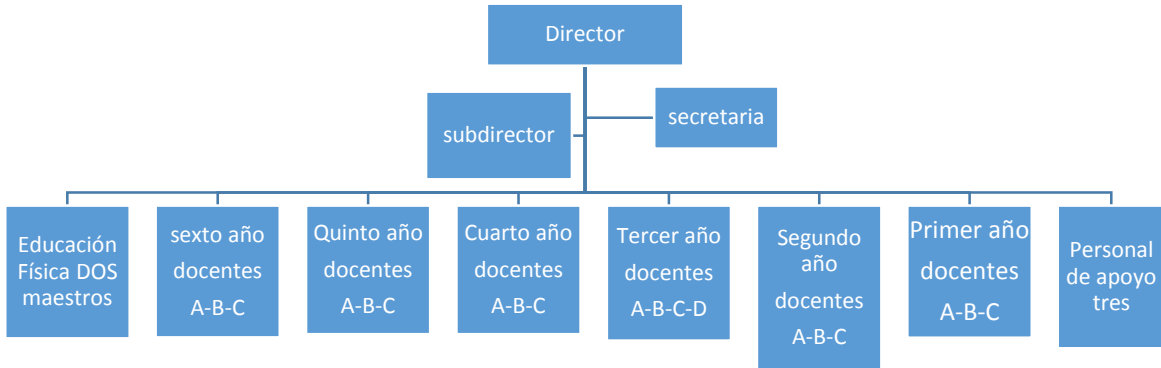 Director
subdirector
secretaria
Educación
Física DOS
maestros
sexto año
docentes
A-B-C
Quinto año
docentes
A-B-C
Cuarto año
docentes
A-B-C
Tercer año
docentes
A-B-C-D
Segundo
año
docentes
A-B-C
Primer año
docentes
A-B-C
Personal
de apoyo
tres